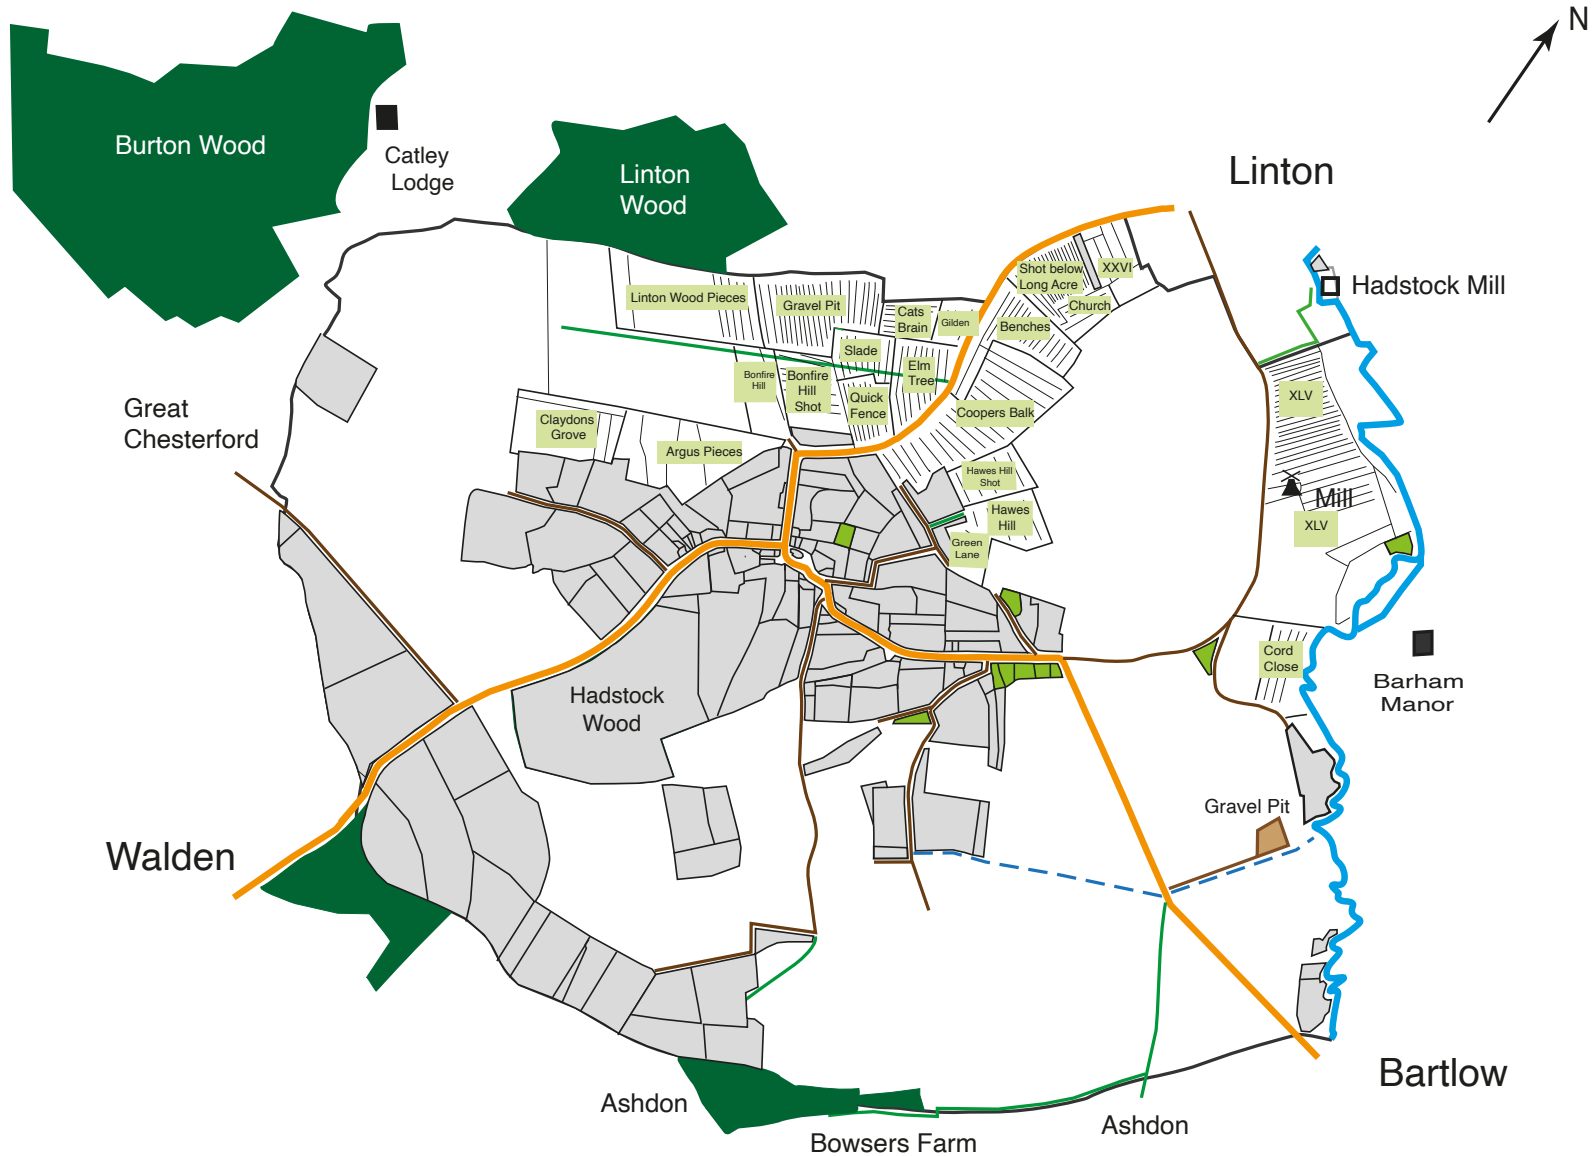 N
Burton Wood
Catley
Lodge
Linton
Wood
Linton
Hadstock Mill
Great
Chesterford
Linton Wood Pieces
Gravel Pit
Cats
Brain
Gilden
Shot below
Long Acre
XXVI
Church
Benches
Slade
Elm
Tree
Bonfire
Hill
Bonfire
Hill
Shot
Quick
Fence
Coopers Balk
Claydons
Grove
Argus Pieces
Hawes Hill
Shot
Hawes
Hill
Green
Lane
XLV
Mill
XLV
Cord
Close
Barham
Manor
Hadstock
Wood
Gravel Pit
Walden
Bartlow
Ashdon
Bowsers Farm
Ashdon